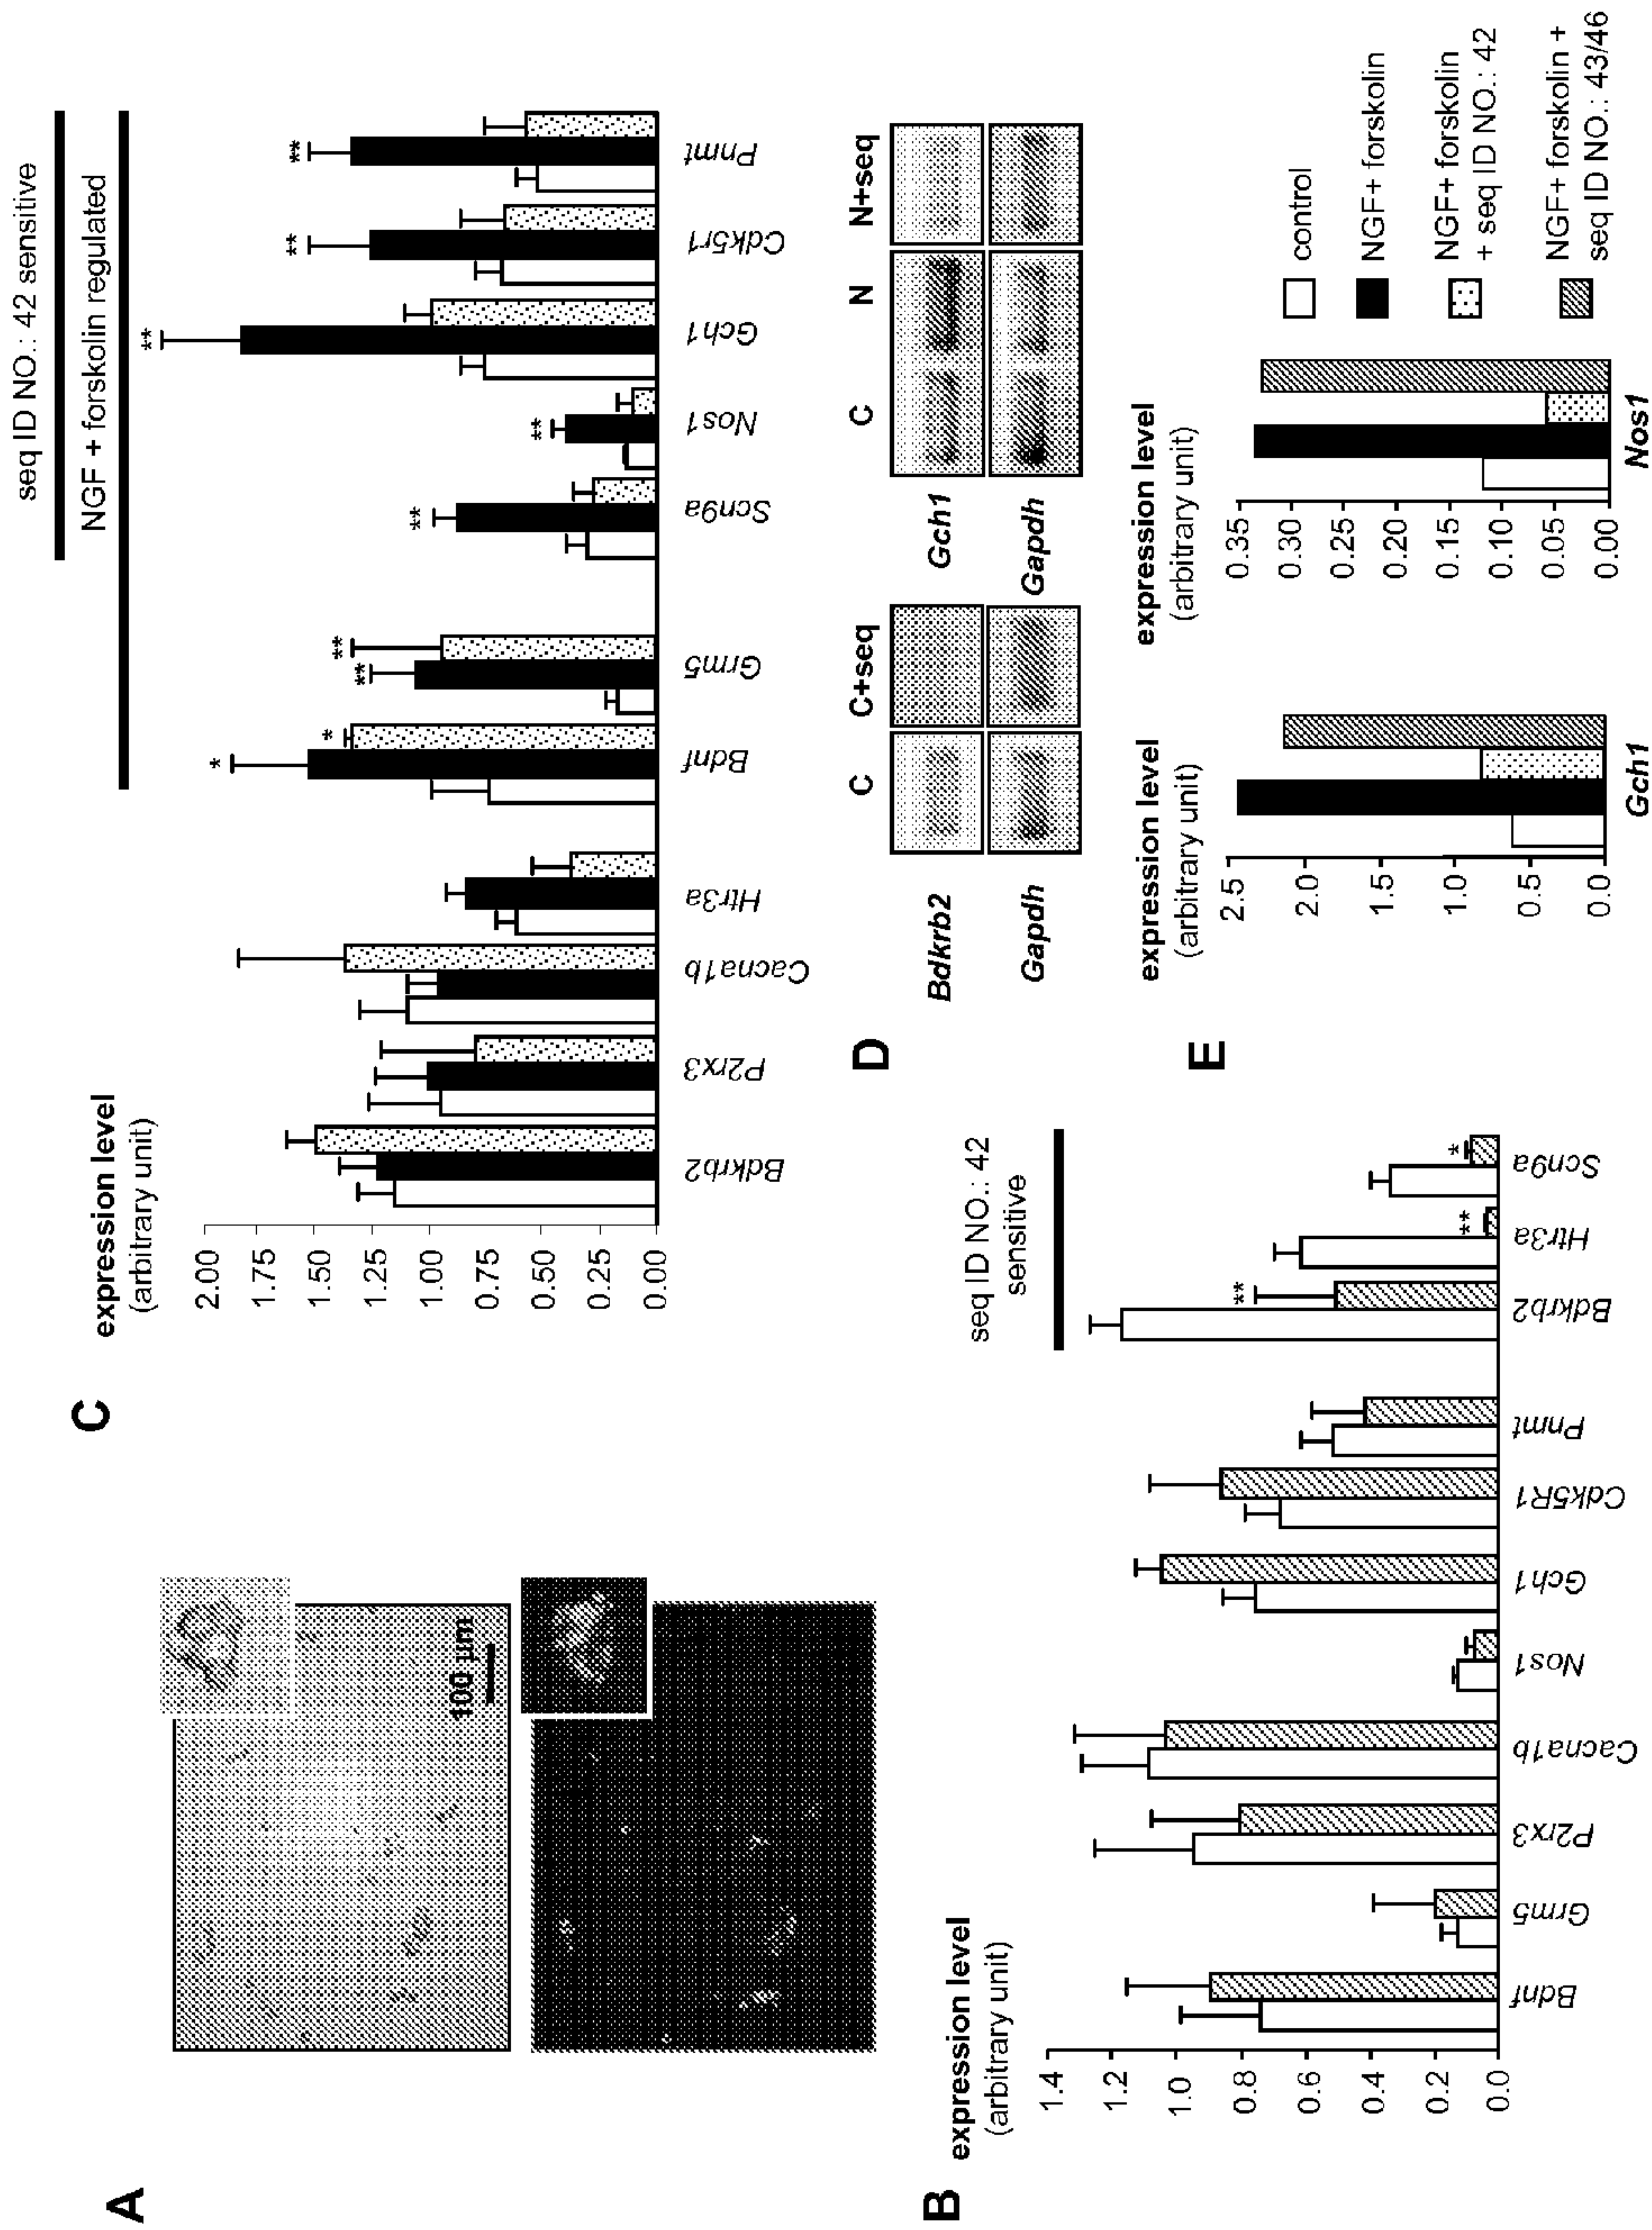 A
100 µm
B
expression level
(arbitrary unit)
1.4
1.2
1.0
0.8
0.6
0.4
0.2
0.0
seq ID NO.: 42
sensitive
**
**
*
Bdnf
Grm5
P2rx3
Cacna1b
Nos1
Gch1
Cdk5R1
Pnmt
Bdkrb2
Htr3a
Scn9a
C
seq ID NO.: 42 sensitive
NGF + forskolin regulated
expression level
(arbitrary unit)
2.00
1.75
1.50
1.25
1.00
0.75
0.50
0.25
0.00
*
*
**
**
**
**
**
**
**
Bdkrb2
P2rx3
Cacna1b
Htr3a
Bdnf
Grm5
Scn9a
Nos1
Gch1
Cdk5r1
Pnmt
D
C C+seq
Bdkrb2
Gapdh
C N N+seq
Gch1
Gapdh
E
expression level
(arbitrary unit)
2.5
2.0
1.5
1.0
0.5
0.0
Gch1
expression level
(arbitrary unit)
0.35
0.30
0.25
0.20
0.15
0.10
0.05
0.00
Nos1
control
NGF+ forskolin
NGF+ forskolin
+ seq ID NO.: 42
NGF+ forskolin +
seq ID NO.: 43/46